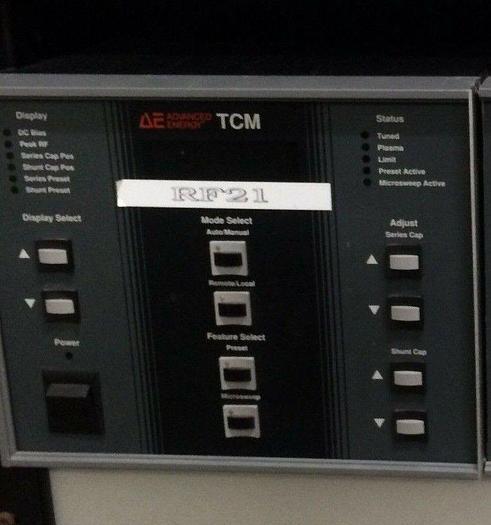 Display
DC Bias
Peak RF
Series Cap Pos
Shunt Cap Pos
Series Preset
Shunt Preset
Display Select
Power
AE ADVANCED ENERGY® TCM
RF21
Mode Select
Auto/Manual
Remote/Local
Feature Select
Preset
Microsweep
Status
Tuned
Plasma
Limit
Preset Active
Microsweep Active
Adjust
Series Cap
Shunt Cap